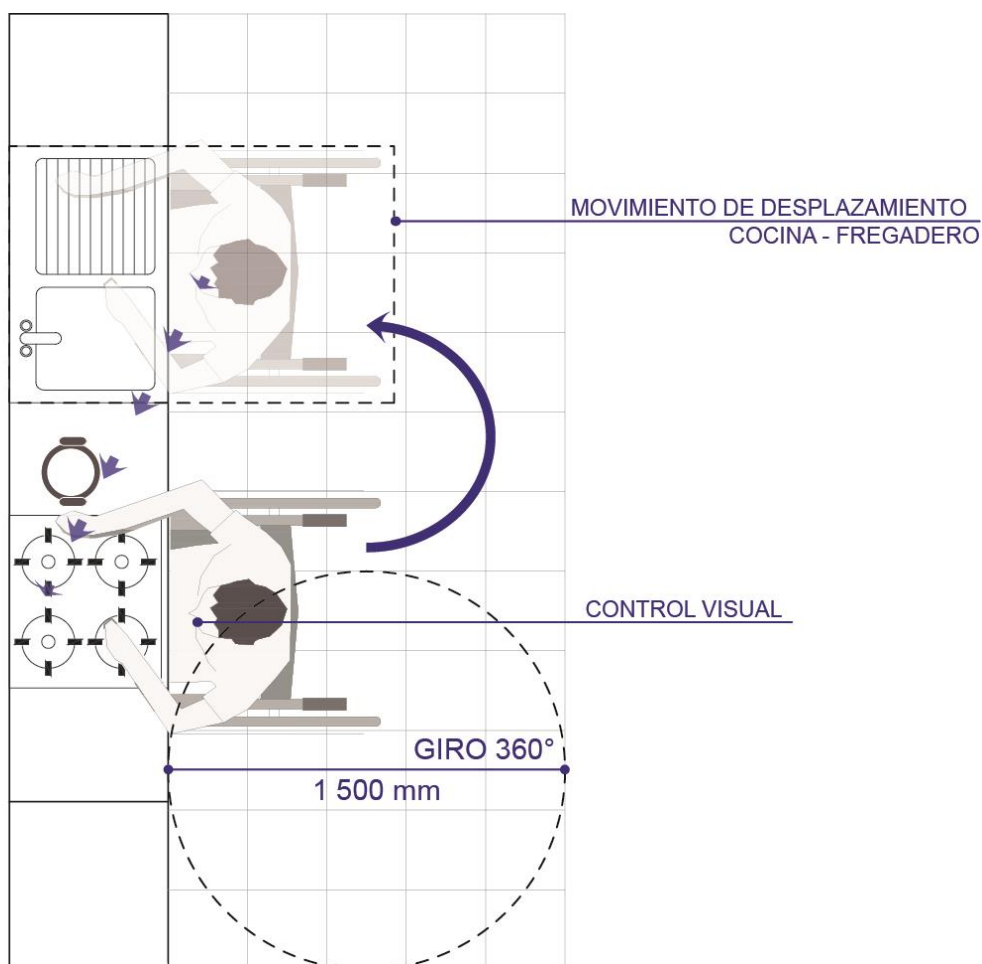 MOVIMIENTO DE DESPLAZAMIENTO
COCINA - FREGADERO
CONTROL VISUAL
GIRO 360°
1 500 mm